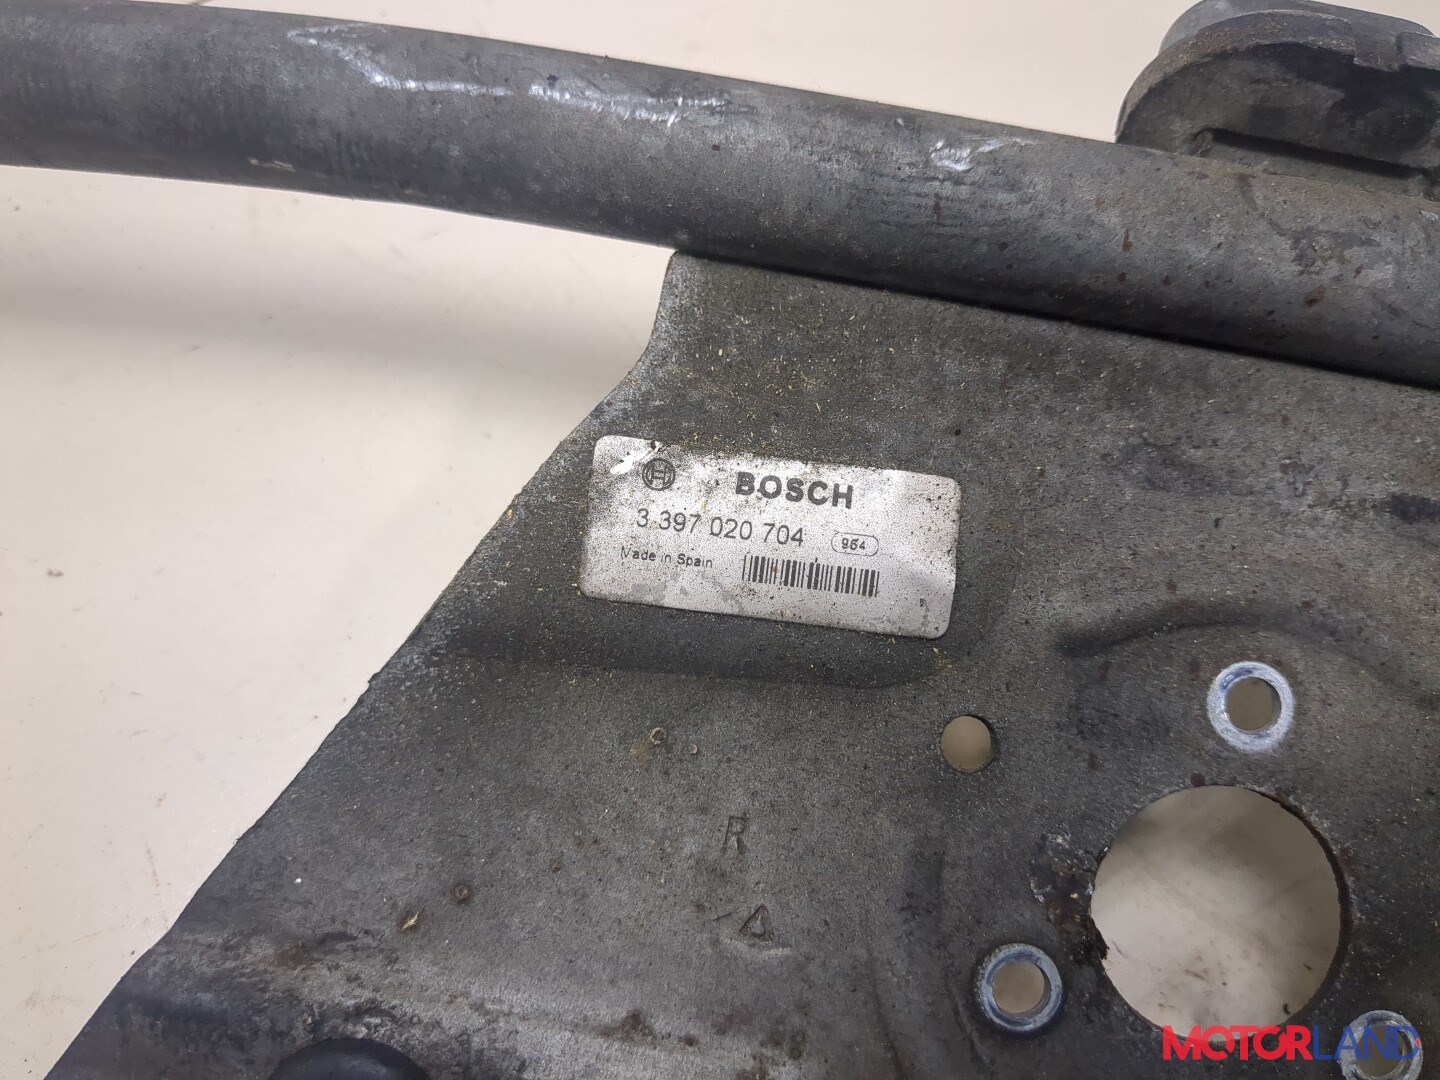 BOSCH
3 397 020 704 964
Made in Spain
R
MOTORLAND